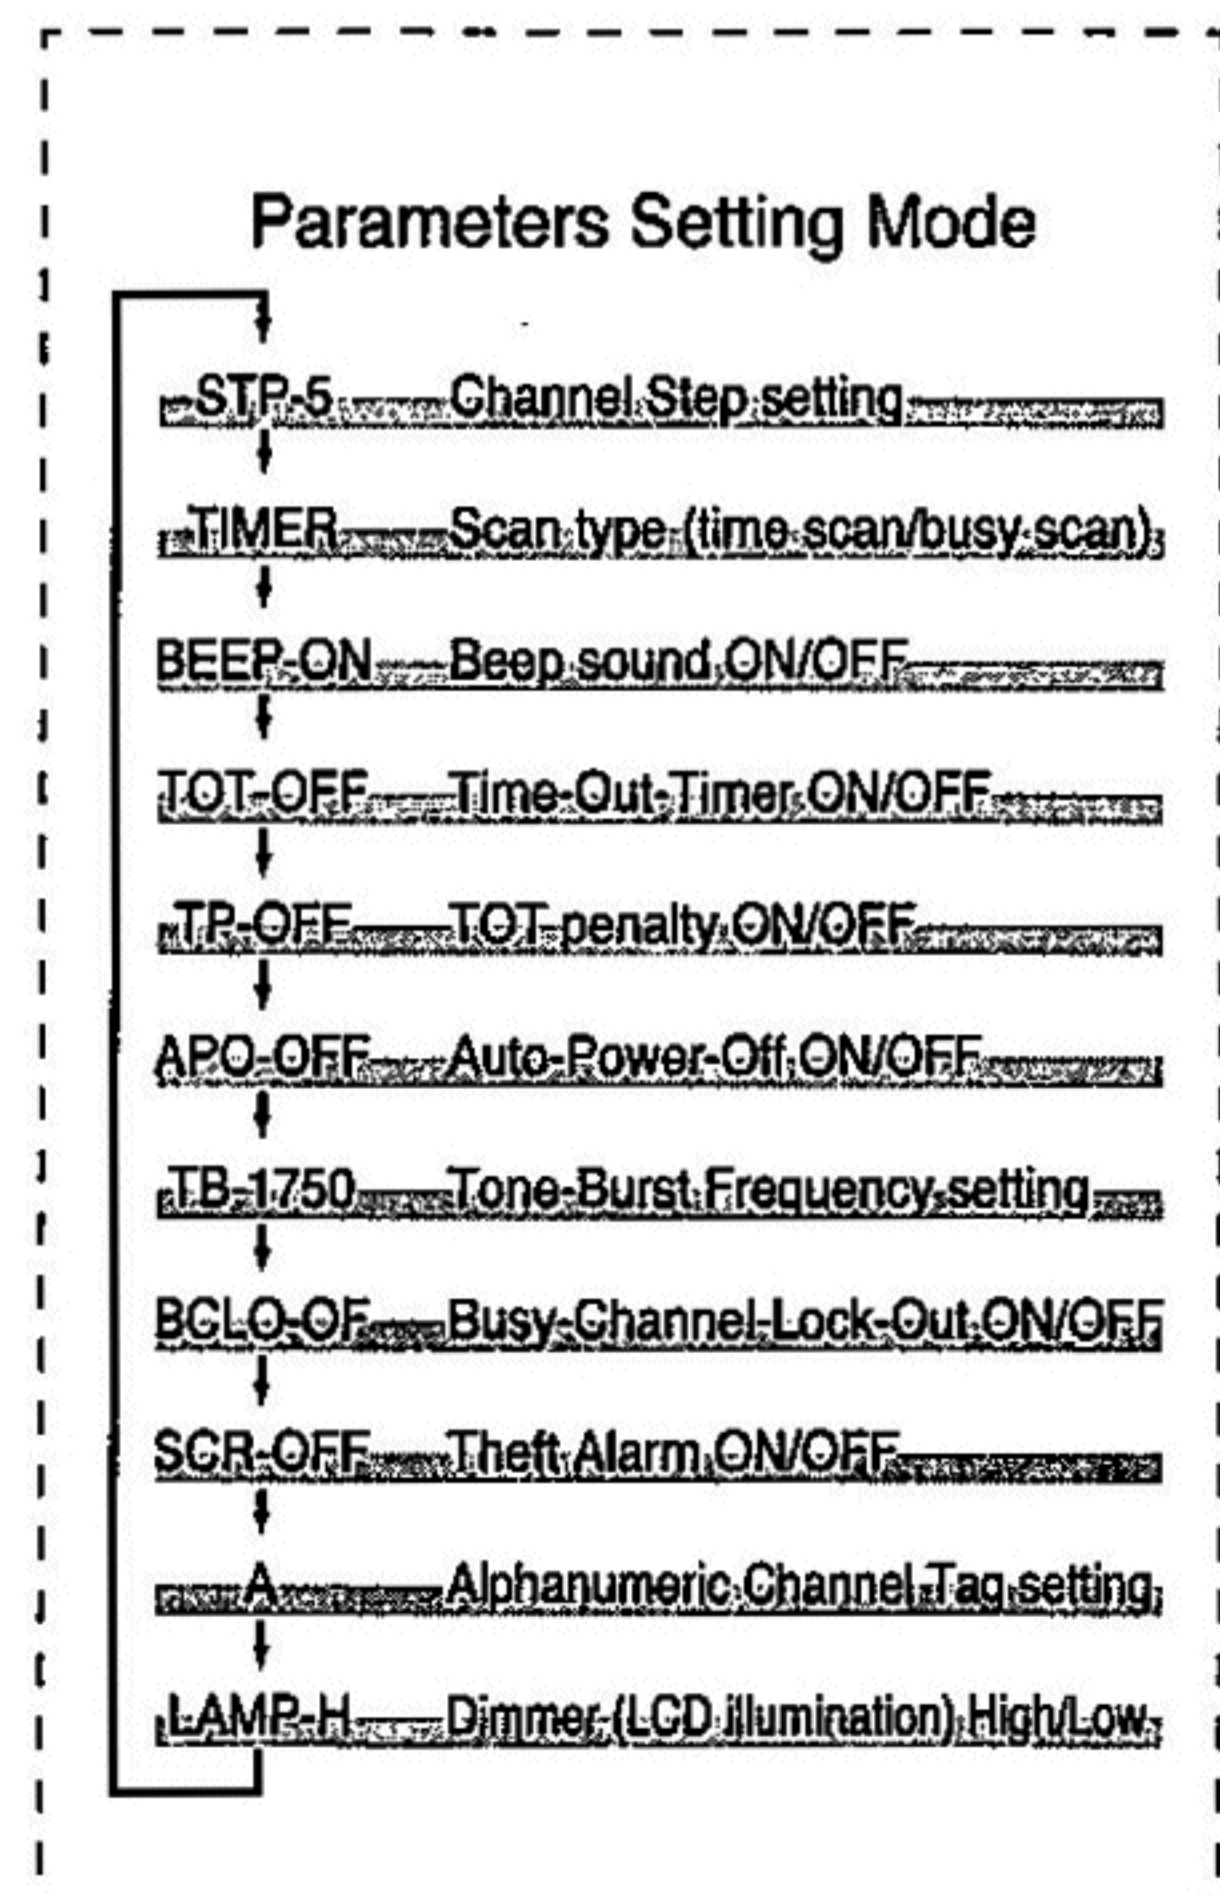 Parameters Setting Mode
STP-5 Channel Step setting
TIMER Scan type (time scan/busy scan)
BEEP-ON Beep sound ON/OFF
TOT-OFF Time-Out-Timer ON/OFF
TP-OFF TOT penalty ON/OFF
APO-OFF Auto-Power-Off ON/OFF
TB-1750 Tone-Burst Frequency setting
BCLO-OF Busy-Channel-Lock-Out ON/OFF
SCR-OFF Theft Alarm ON/OFF
A Alphanumeric Channel Tag setting
LAMP-H Dimmer (LCD illumination) High/Low